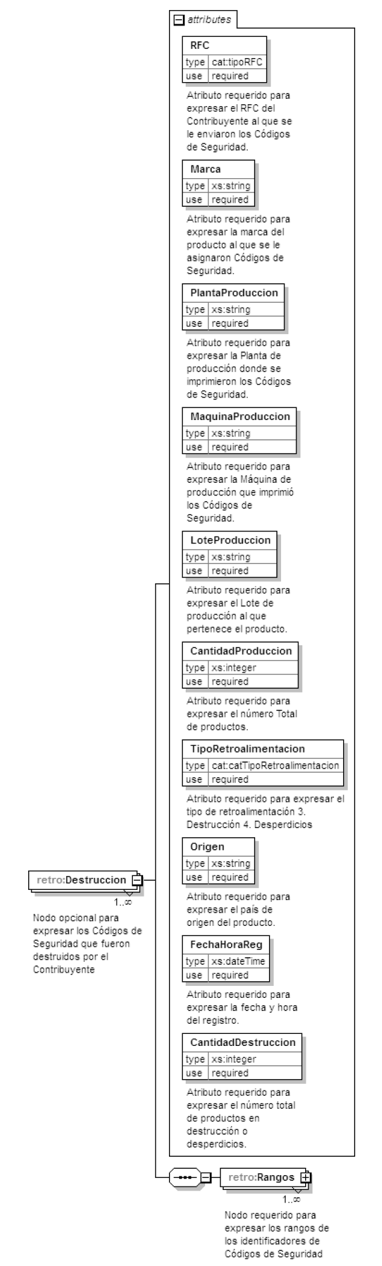 attributes
RFC
type cat:tipoRFC
use required
Atributo requerido para
expresar el RFC del
Contribuyente al que se
le enviaron los Códigos
de Seguridad.
Marca
type xs:string
use required
Atributo requerido para
expresar la marca del
producto al que se le
asignaron Códigos de
Seguridad.
PlantaProduccion
type xs:string
use required
Atributo requerido para
expresar la Planta de
producción donde se
imprimieron los Códigos
de Seguridad.
MaquinaProduccion
type xs:string
use required
Atributo requerido para
expresar la Máquina de
producción que imprimió
los Códigos de
Seguridad.
LoteProduccion
type xs:string
use required
Atributo requerido para
expresar el Lote de
producción al que
pertenece el producto.
CantidadProduccion
type xs:integer
use required
Atributo requerido para
expresar el número Total
de productos.
TipoRetroalimentacion
type cat:catTipoRetroalimentacion
use required
Atributo requerido para expresar el
tipo de retroalimentación 3.
Destrucción 4. Desperdicios
Origen
type xs:string
use required
Atributo requerido para
expresar el país de
origen del producto.
FechaHoraReg
type xs:dateTime
use required
Atributo requerido para
expresar la fecha y hora
del registro.
CantidadDestruccion
type xs:integer
use required
Atributo requerido para
expresar el número total
de productos en
destrucción o
desperdicios.
retro:Destruccion
1..∞
Nodo opcional para
expresar los Códigos de
Seguridad que fueron
destruidos por el
Contribuyente
retro:Rangos
1..∞
Nodo requerido para
expresar los rangos de
los identificadores de
Códigos de Seguridad